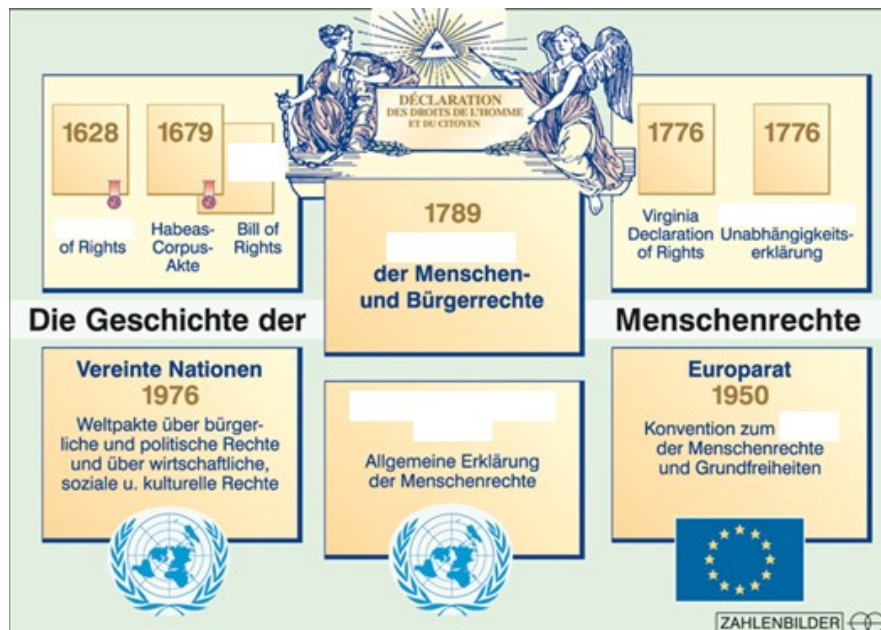 DÉCLARATION
DES DROITS DE L'HOMME
ET DU CITOYEN
1628
of Rights
1679
Habeas-
Corpus-
Akte
Bill of
Rights
1789
der Menschen-
und Bürgerrechte
1776
Virginia
Declaration
of Rights
1776
Unabhängigkeits-
erklärung
Die Geschichte der Menschenrechte
Vereinte Nationen
1976
Weltpakte über bürger-
liche und politische Rechte
und über wirtschaftliche,
soziale u. kulturelle Rechte
Allgemeine Erklärung
der Menschenrechte
Europarat
1950
Konvention zum
der Menschenrechte
und Grundfreiheiten
ZAHLENBILDER